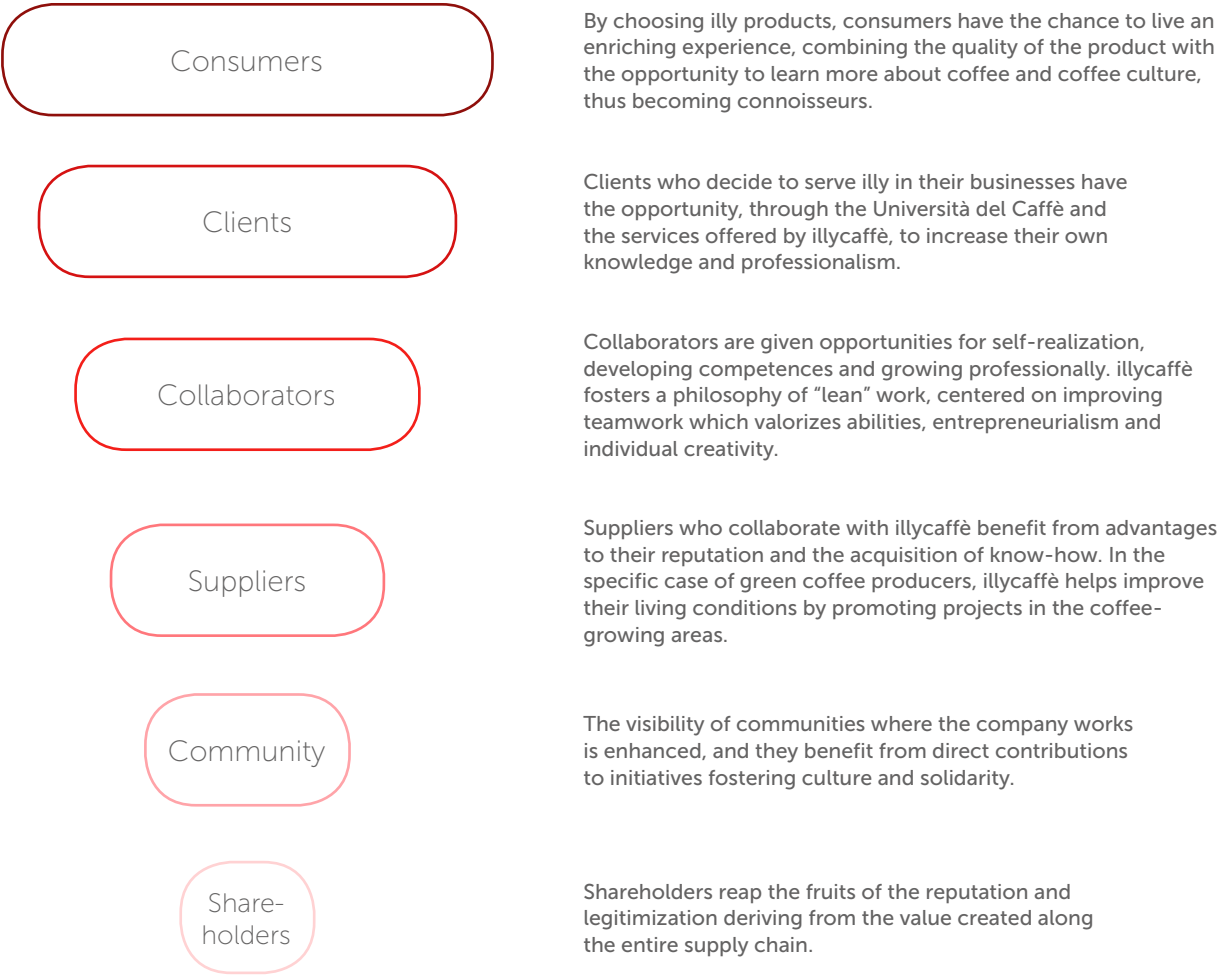 Consumers
By choosing illy products, consumers have the chance to live an
enriching experience, combining the quality of the product with
the opportunity to learn more about coffee and coffee culture,
thus becoming connoisseurs.
Clients
Clients who decide to serve illy in their businesses have
the opportunity, through the Università del Caffè and
the services offered by illycaffè, to increase their own
knowledge and professionalism.
Collaborators
Collaborators are given opportunities for self-realization,
developing competences and growing professionally. illycaffè
fosters a philosophy of “lean” work, centered on improving
teamwork which valorizes abilities, entrepreneurialism and
individual creativity.
Suppliers
Suppliers who collaborate with illycaffè benefit from advantages
to their reputation and the acquisition of know-how. In the
specific case of green coffee producers, illycaffè helps improve
their living conditions by promoting projects in the coffee-
growing areas.
Community
The visibility of communities where the company works
is enhanced, and they benefit from direct contributions
to initiatives fostering culture and solidarity.
Share-
holders
Shareholders reap the fruits of the reputation and
legitimization deriving from the value created along
the entire supply chain.